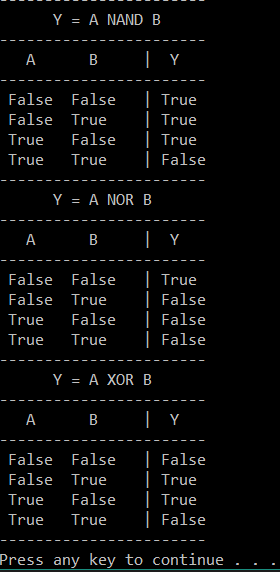 -----------------------
Y = A NAND B
-----------------------
A B | Y
-----------------------
False False | True
False True | True
True False | True
True True | False
-----------------------
Y = A NOR B
-----------------------
A B | Y
-----------------------
False False | True
False True | False
True False | False
True True | False
-----------------------
Y = A XOR B
-----------------------
A B | Y
-----------------------
False False | False
False True | True
True False | True
True True | False
-----------------------
Press any key to continue . . .